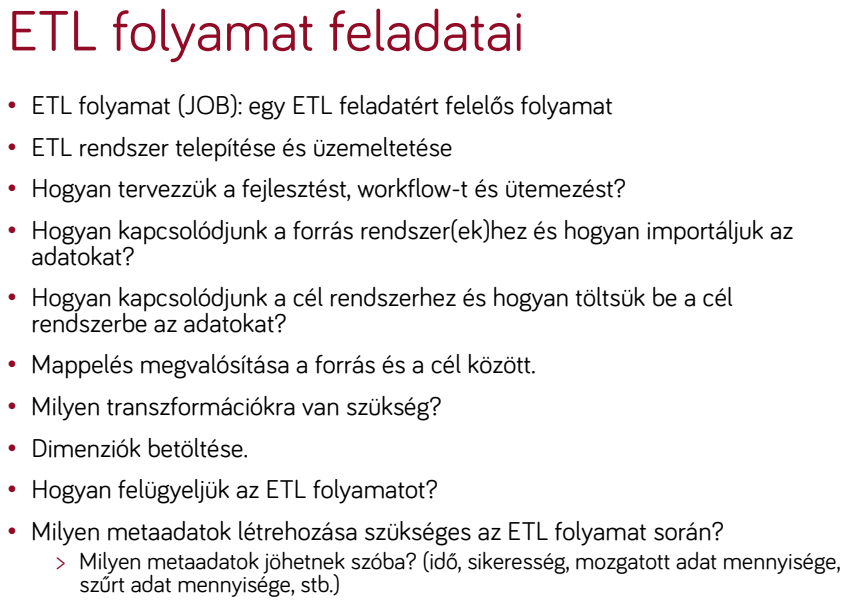 ETL folyamat feladatai
• ETL folyamat (JOB): egy ETL feladatért felelős folyamat
• ETL rendszer telepítése és üzemeltetése
• Hogyan tervezzük a fejlesztést, workflow-t és ütemezést?
• Hogyan kapcsolódjunk a forrás rendszer(ek)hez és hogyan importáljuk az
adatokat?
• Hogyan kapcsolódjunk a cél rendszerhez és hogyan töltsük be a cél
rendszerbe az adatokat?
• Mappelés megvalósítása a forrás és a cél között.
• Milyen transzformációkra van szükség?
• Dimenziók betöltése.
• Hogyan felügyeljük az ETL folyamatot?
• Milyen metaadatok létrehozása szükséges az ETL folyamat során?
> Milyen metaadatok jöhetnek szóba? (idő, sikeresség, mozgatott adat mennyisége,
szűrt adat mennyisége, stb.)